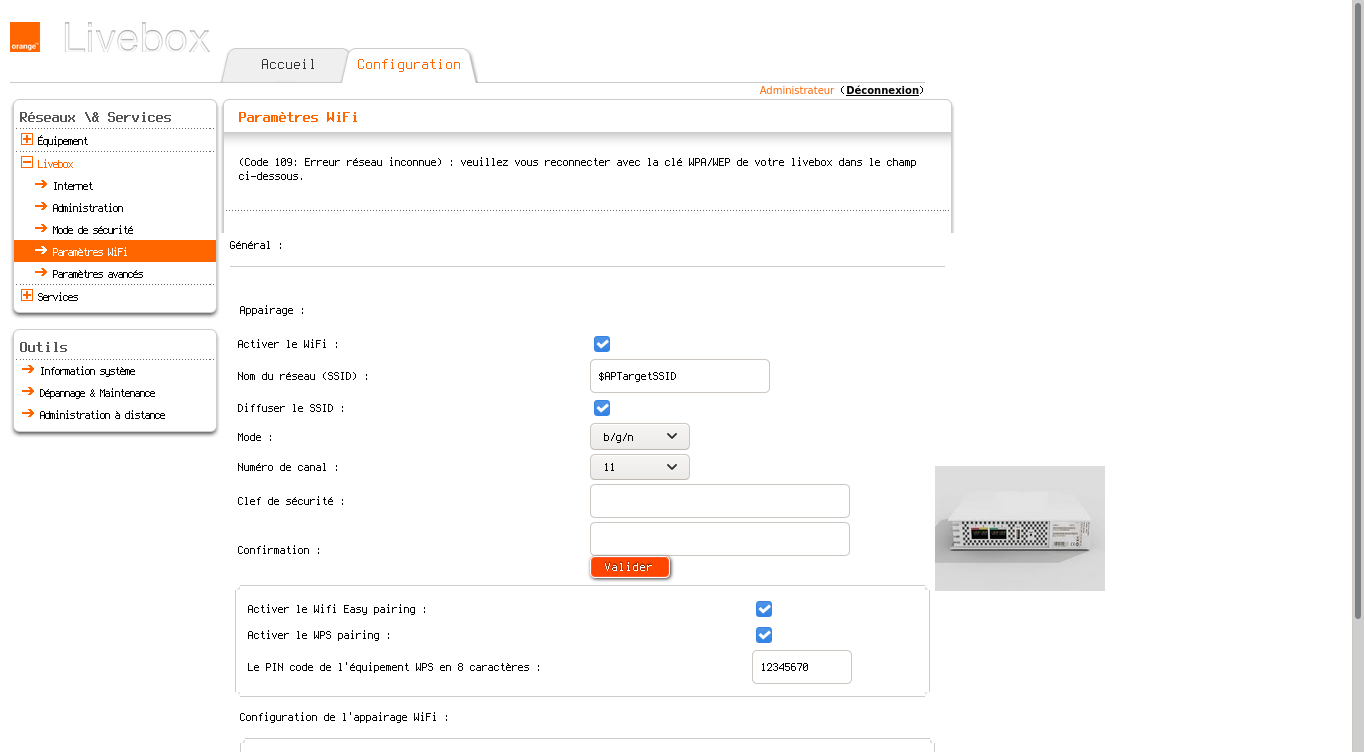 orange™
Livebox
Accueil
Configuration
Administrateur (Déconnexion)
Réseaux \& Services
Équipement
Livebox
Internet
Administration
Mode de sécurité
Paramètres WiFi
Paramètres avancés
Services
Outils
Information système
Dépannage & Maintenance
Administration à distance
Paramètres WiFi
(Code 109: Erreur réseau inconnue) : veuillez vous reconnecter avec la clé WPA/WEP de votre livebox dans le champ
ci-dessous.
Général :
Appairage :
Activer le WiFi :
Nom du réseau (SSID) :
$APTargetSSID
Diffuser le SSID :
Mode :
b/g/n
Numéro de canal :
11
Clef de sécurité :
Confirmation :
Valider
Activer le Wifi Easy pairing :
Activer le WPS pairing :
Le PIN code de l'équipement WPS en 8 caractères :
12345670
Configuration de l'appairage WiFi :